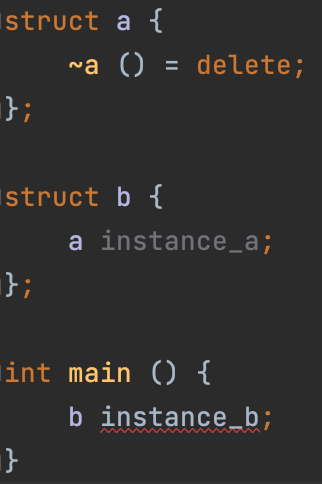 struct a {
    ~a () = delete;
};

struct b {
    a instance_a;
};

int main () {
    b instance_b;
}